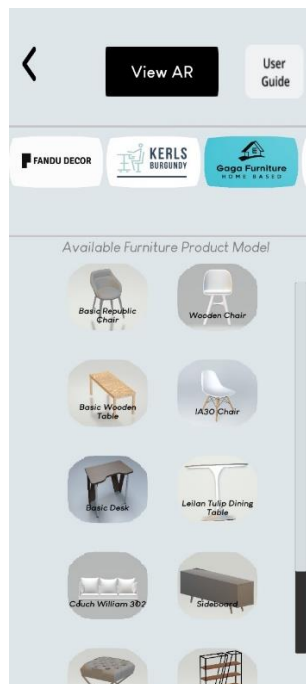 View AR
User
Guide
FANDU DECOR
KERLS
BURGUNDY
Gaga Furniture
HOME BASED
Available Furniture Product Model
Basic Republic
Chair
Wooden Chair
Basic Wooden
Table
IA30 Chair
Basic Desk
Leilan Tulip Dining
Table
Couch William 302
Sideboard